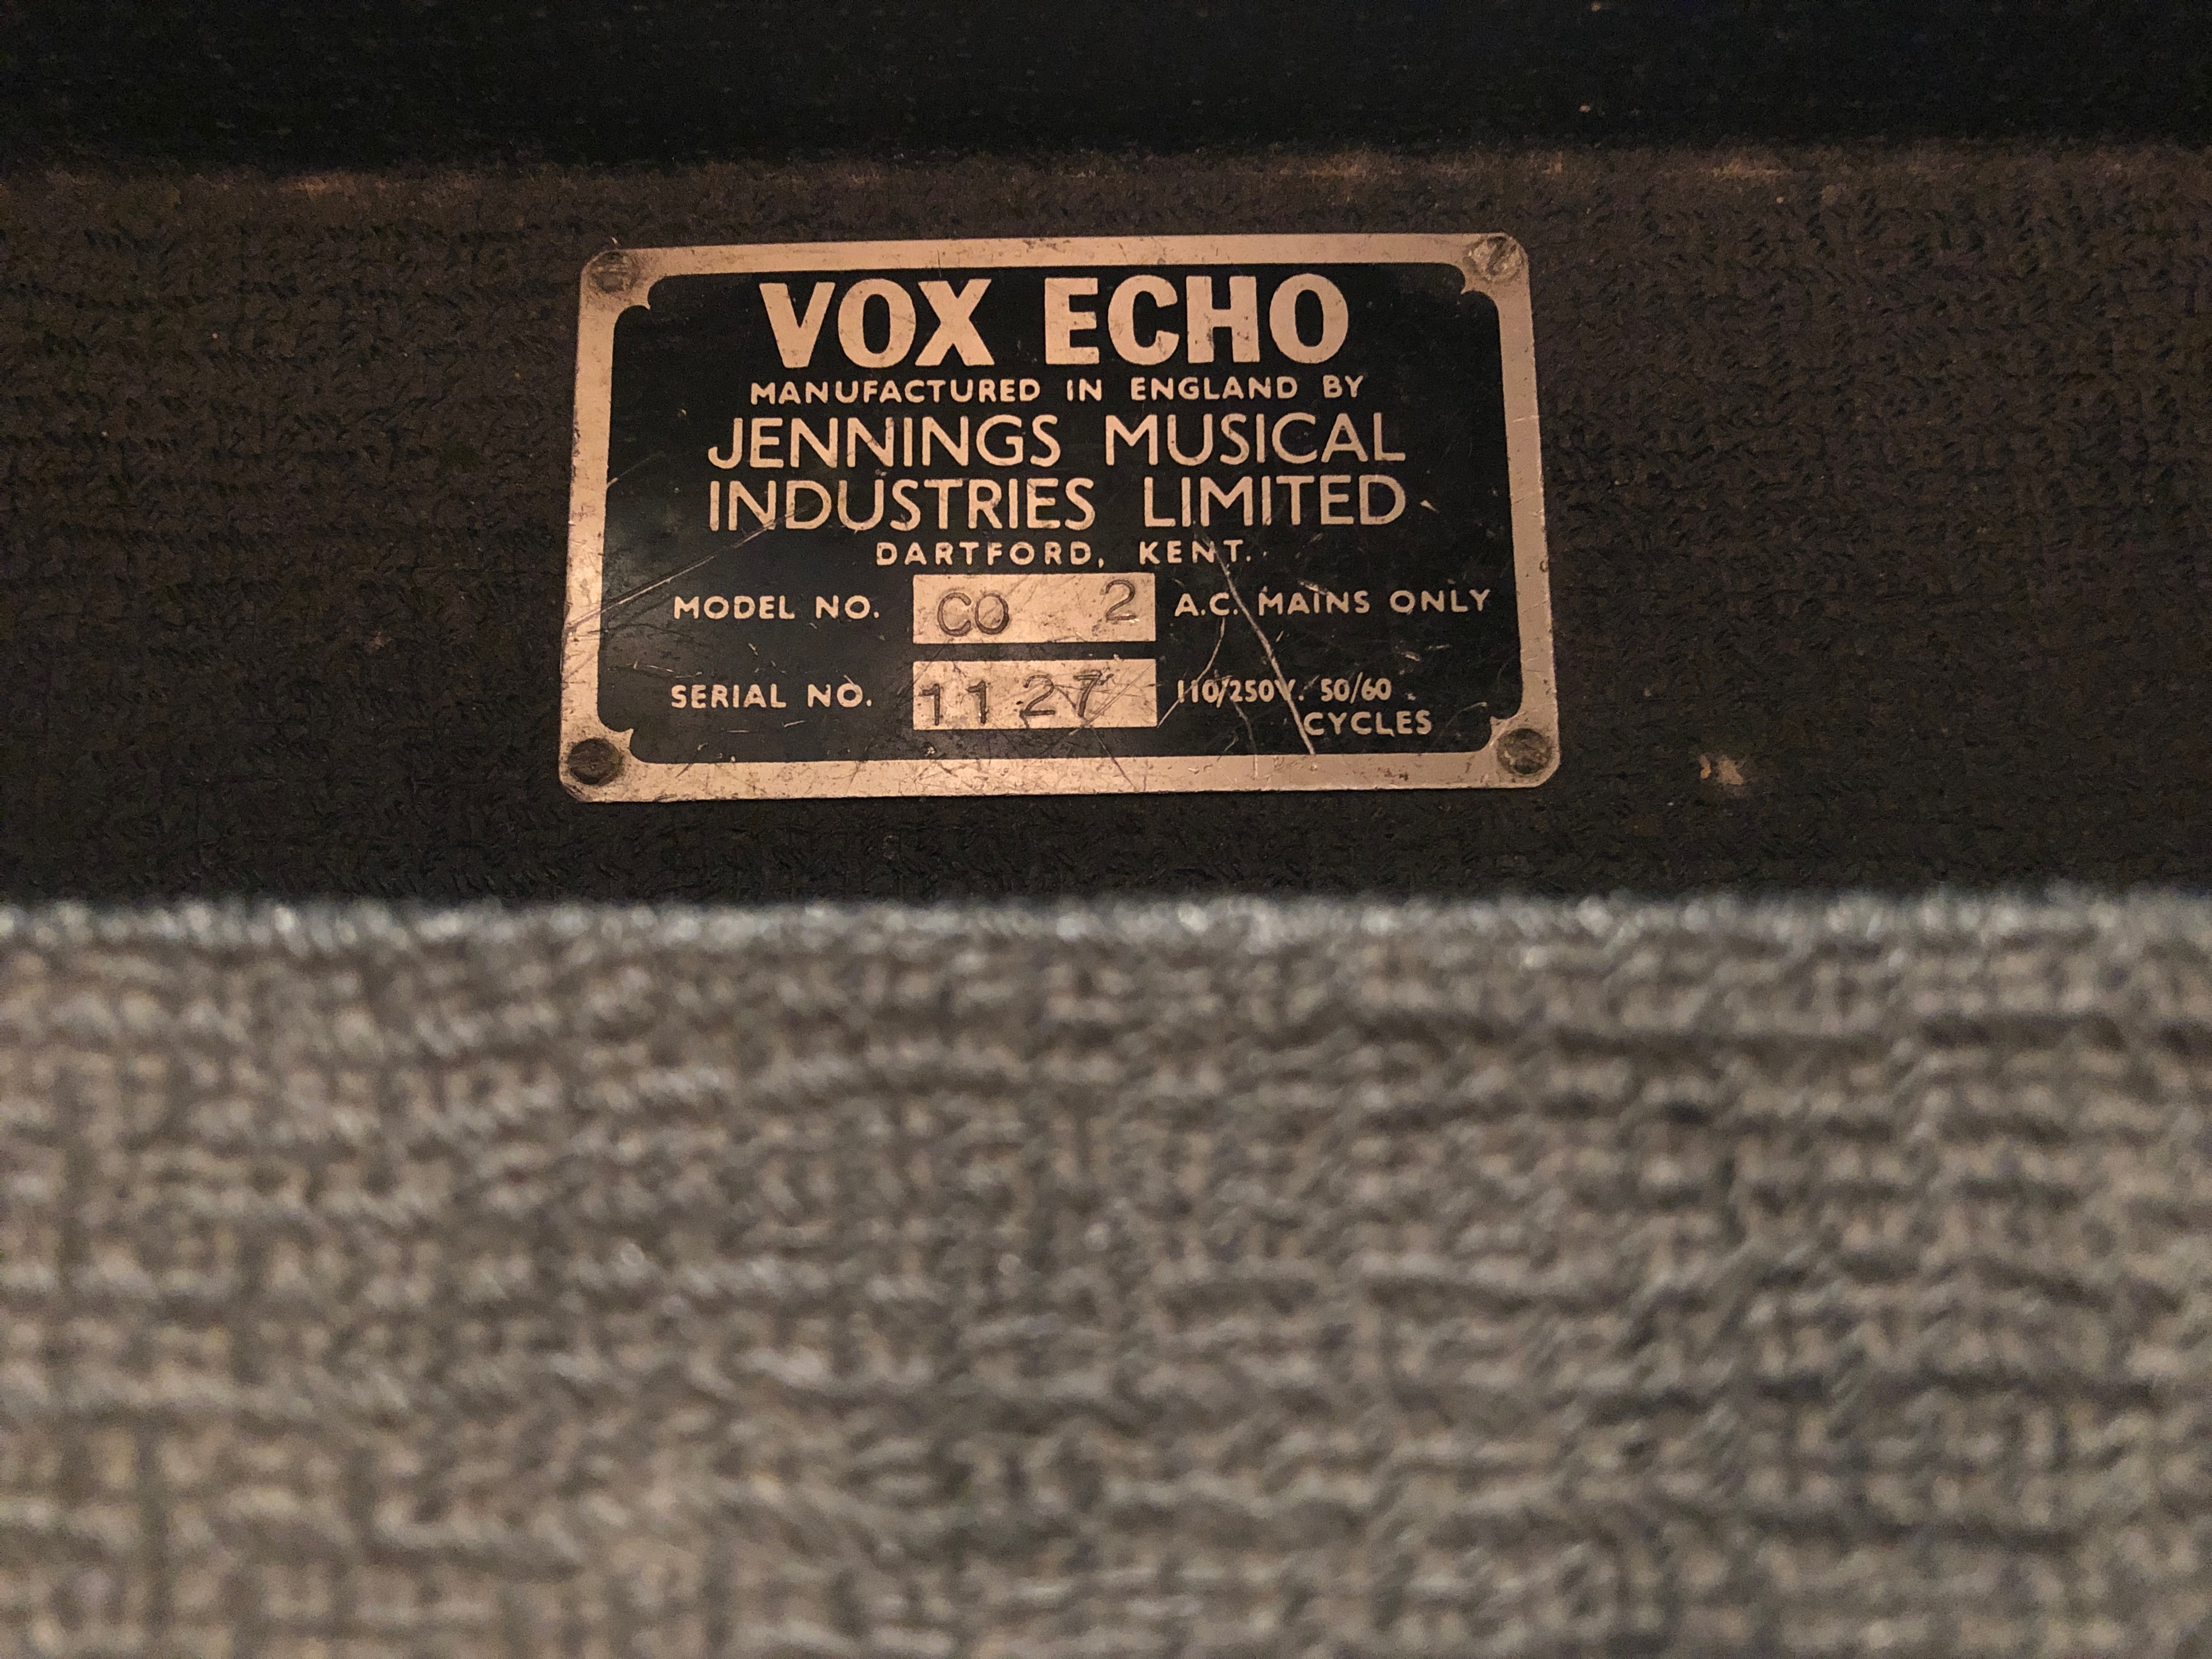 VOX ECHO
MANUFACTURED IN ENGLAND BY
JENNINGS MUSICAL
INDUSTRIES LIMITED
DARTFORD, KENT.
MODEL NO. CO 2 A.C. MAINS ONLY
SERIAL NO. 1127 110/250V. 50/60
CYCLES